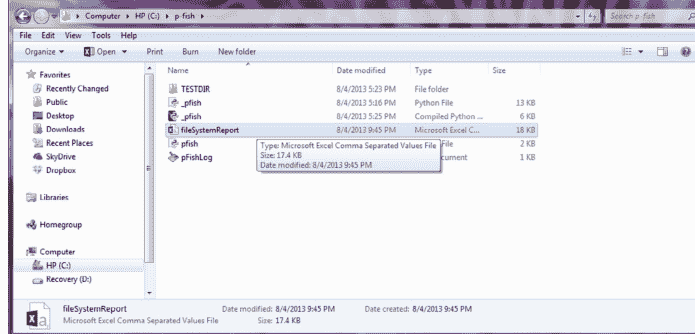 Computer ▸ HP (C:) ▸ p-fish ▸ Search p-fish
File Edit View Tools Help
Organize Open Print Burn New folder
Name Date modified Type Size
Favorites
Recently Changed
Public
Desktop
Downloads
Recent Places
SkyDrive
Dropbox
Libraries
Homegroup
Computer
HP (C:)
Recovery (D:)
TESTDIR 8/4/2013 5:23 PM File folder
_pfish 8/4/2013 5:16 PM Python File 13 KB
_pfish 8/4/2013 5:25 PM Compiled Python ... 6 KB
fileSystemReport 8/4/2013 9:45 PM Microsoft Excel C... 18 KB
pfish File 2 KB
pFishLog cument 1 KB
Type: Microsoft Excel Comma Separated Values File
Size: 17.4 KB
Date modified: 8/4/2013 9:45 PM
fileSystemReport Date modified: 8/4/2013 9:45 PM Date created: 8/4/2013 9:45 PM
Microsoft Excel Comma Separated Values File Size: 17.4 KB